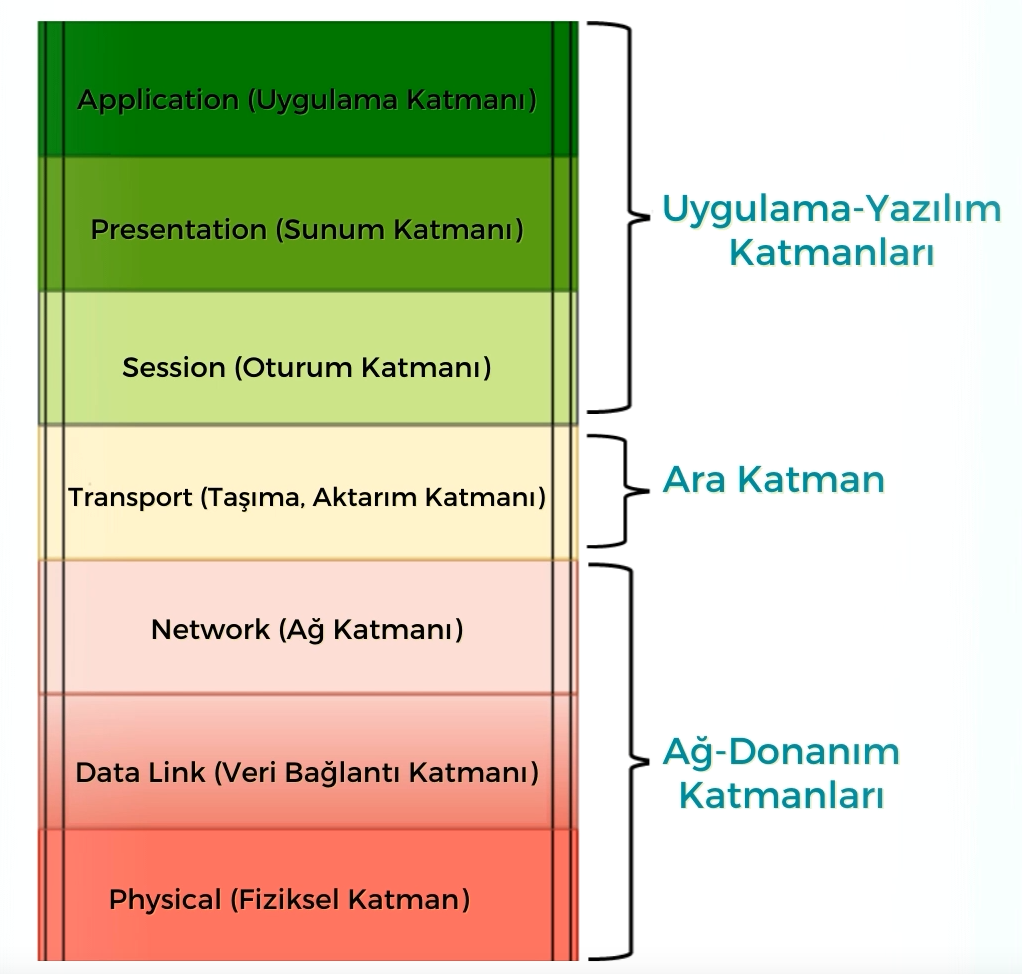 Application (Uygulama Katmanı)
Presentation (Sunum Katmanı)
Session (Oturum Katmanı)
Uygulama-Yazılım
Katmanları
Transport (Taşıma, Aktarım Katmanı)
Ara Katman
Network (Ağ Katmanı)
Data Link (Veri Bağlantı Katmanı)
Physical (Fiziksel Katman)
Ağ-Donanım
Katmanları